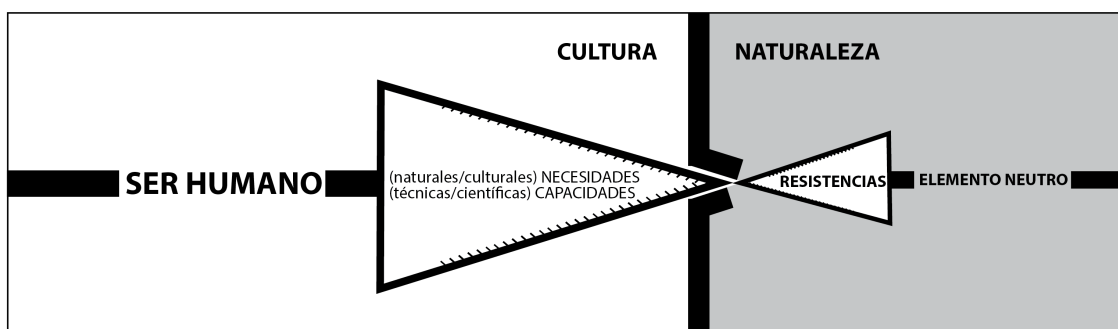 CULTURA
NATURALEZA
SER HUMANO
(naturales/culturales) NECESIDADES
(técnicas/científicas) CAPACIDADES
RESISTENCIAS
ELEMENTO NEUTRO